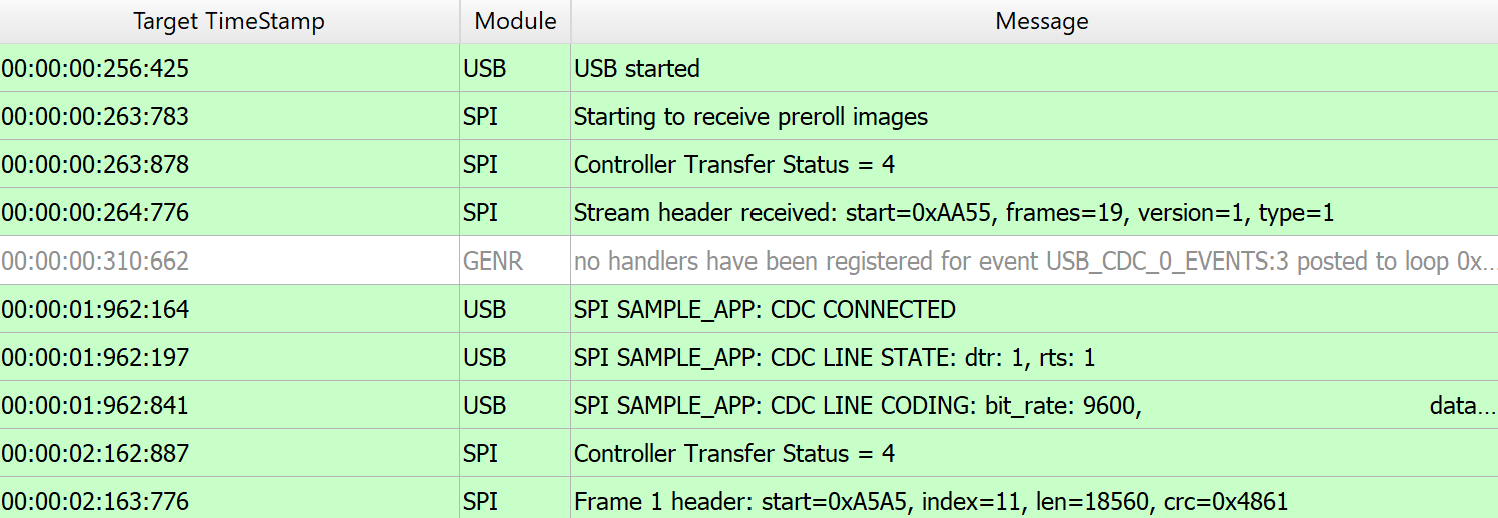 Target TimeStamp Module Message
00:00:00:256:425 USB USB started
00:00:00:263:783 SPI Starting to receive preroll images
00:00:00:263:878 SPI Controller Transfer Status = 4
00:00:00:264:776 SPI Stream header received: start=0xAA55, frames=19, version=1, type=1
00:00:00:310:662 GENR no handlers have been registered for event USB_CDC_0_EVENTS:3 posted to loop 0x...
00:00:01:962:164 USB SPI SAMPLE_APP: CDC CONNECTED
00:00:01:962:197 USB SPI SAMPLE_APP: CDC LINE STATE: dtr: 1, rts: 1
00:00:01:962:841 USB SPI SAMPLE_APP: CDC LINE CODING: bit_rate: 9600, data...
00:00:02:162:887 SPI Controller Transfer Status = 4
00:00:02:163:776 SPI Frame 1 header: start=0xA5A5, index=11, len=18560, crc=0x4861